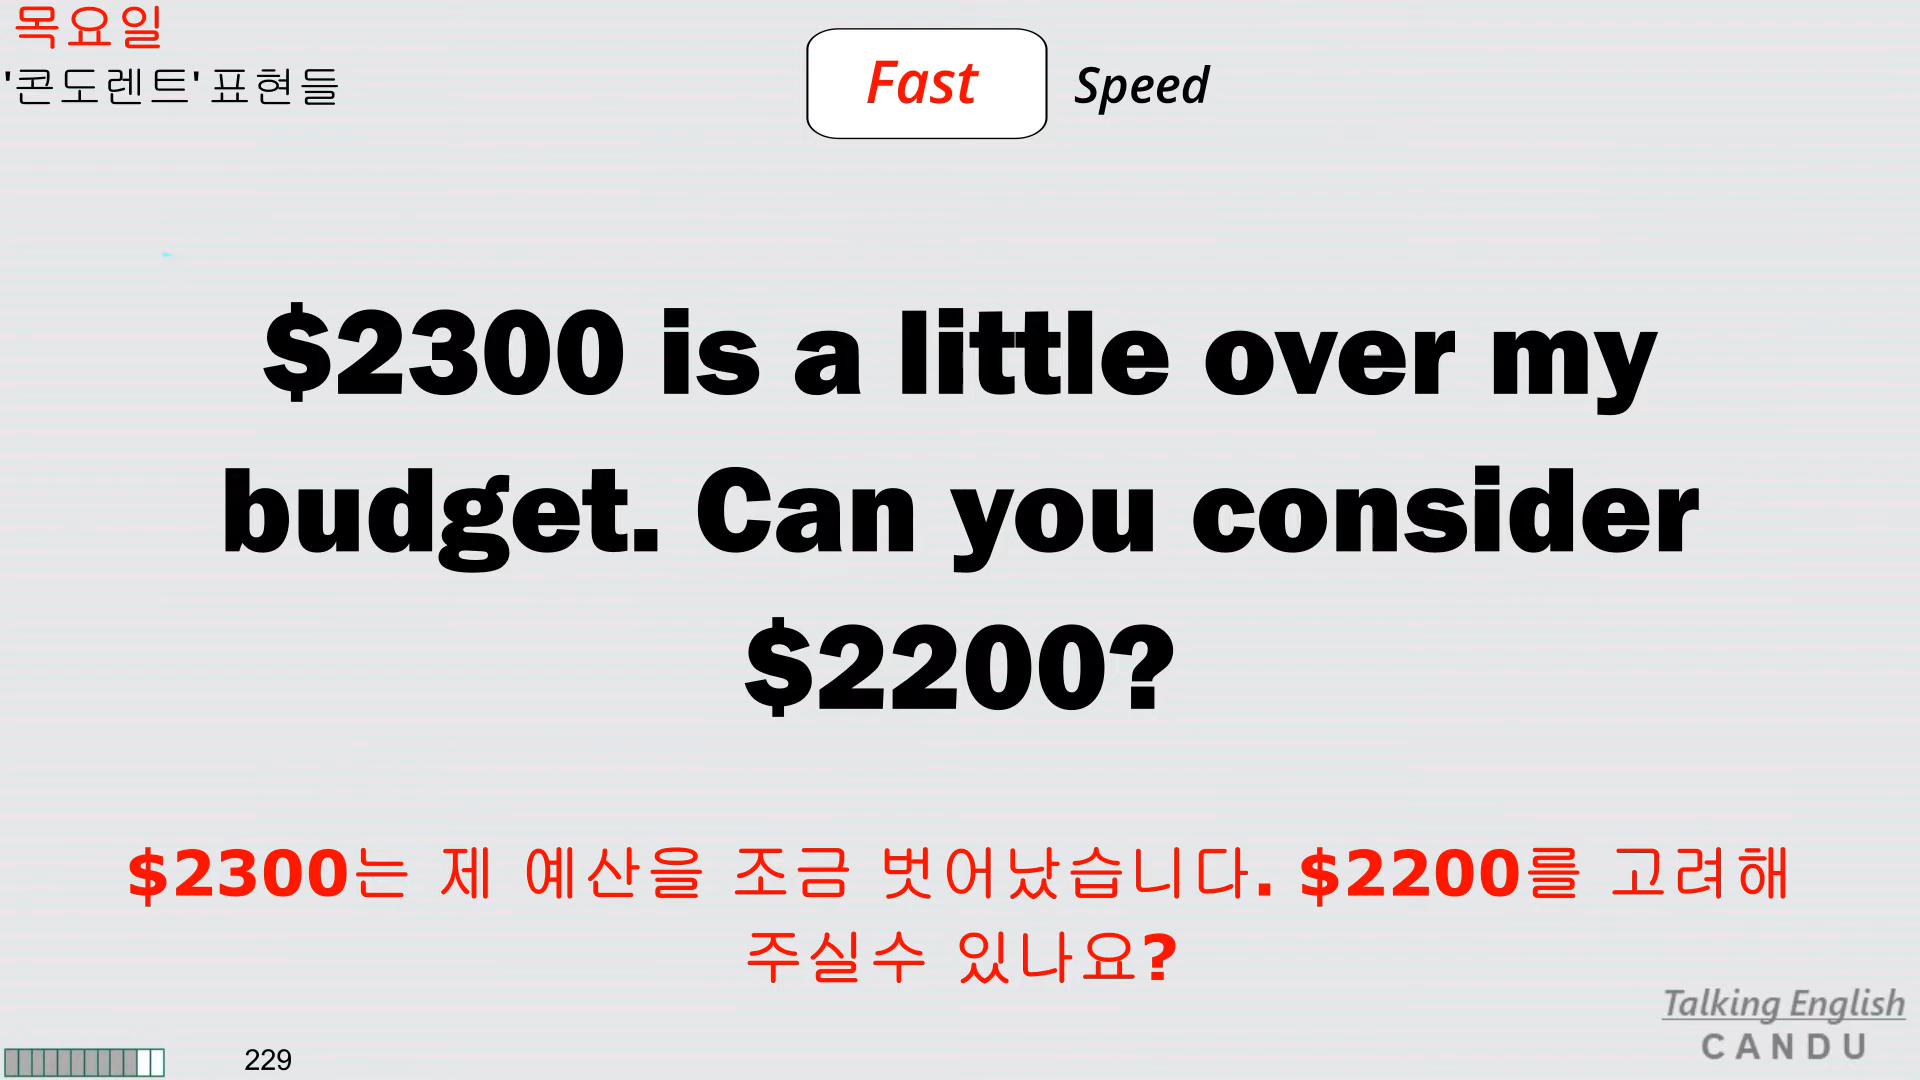 목요일
'콘도렌트' 표현들
Fast Speed
$2300 is a little over my
budget. Can you consider
$2200?
$2300는 제 예산을 조금 벗어났습니다. $2200를 고려해
주실수 있나요?
Talking English
CANDU
229